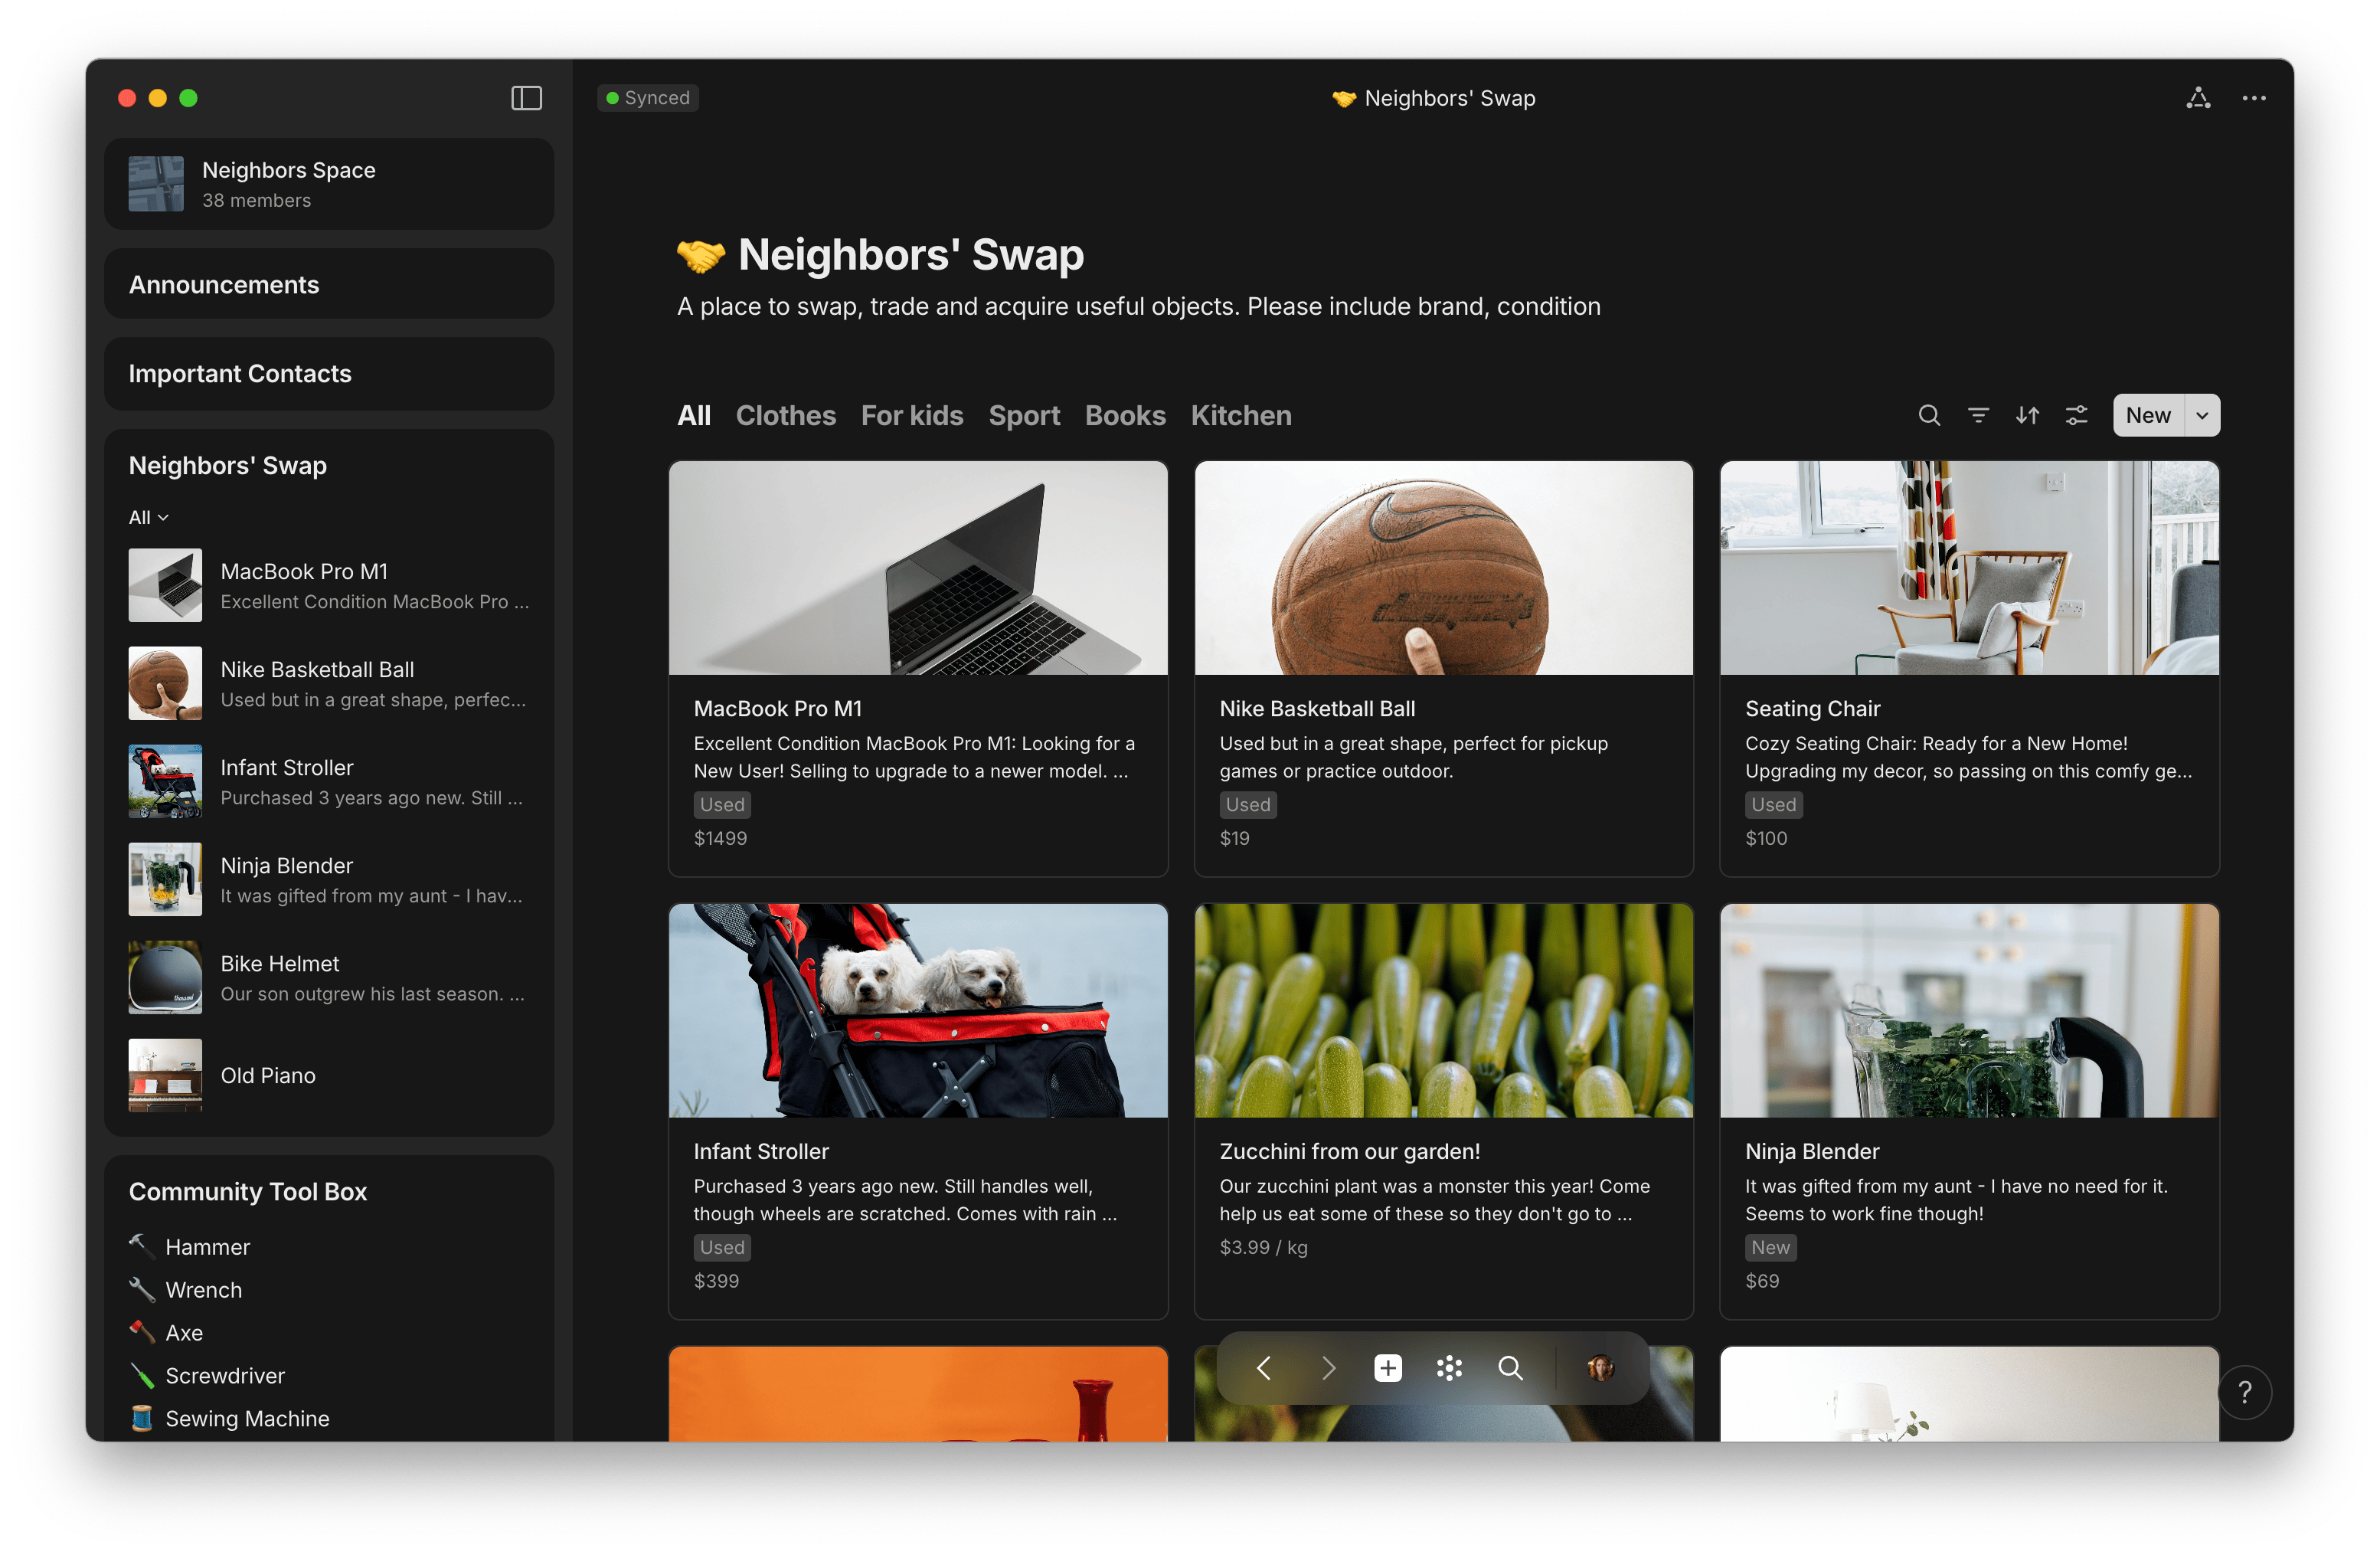 Synced
🤝 Neighbors' Swap
Neighbors Space
38 members
Announcements
Important Contacts
Neighbors' Swap
All
MacBook Pro M1
Excellent Condition MacBook Pro ...
Nike Basketball Ball
Used but in a great shape, perfec...
Infant Stroller
Purchased 3 years ago new. Still ...
Ninja Blender
It was gifted from my aunt - I hav...
Bike Helmet
Our son outgrew his last season. ...
Old Piano
Community Tool Box
Hammer
Wrench
Axe
Screwdriver
Sewing Machine
🤝 Neighbors' Swap
A place to swap, trade and acquire useful objects. Please include brand, condition
All Clothes For kids Sport Books Kitchen
New
MacBook Pro M1
Excellent Condition MacBook Pro M1: Looking for a
New User! Selling to upgrade to a newer model. ...
Used
$1499
Nike Basketball Ball
Used but in a great shape, perfect for pickup
games or practice outdoor.
Used
$19
Seating Chair
Cozy Seating Chair: Ready for a New Home!
Upgrading my decor, so passing on this comfy ge...
Used
$100
Infant Stroller
Purchased 3 years ago new. Still handles well,
though wheels are scratched. Comes with rain ...
Used
$399
Zucchini from our garden!
Our zucchini plant was a monster this year! Come
help us eat some of these so they don't go to ...
$3.99 / kg
Ninja Blender
It was gifted from my aunt - I have no need for it.
Seems to work fine though!
New
$69
?